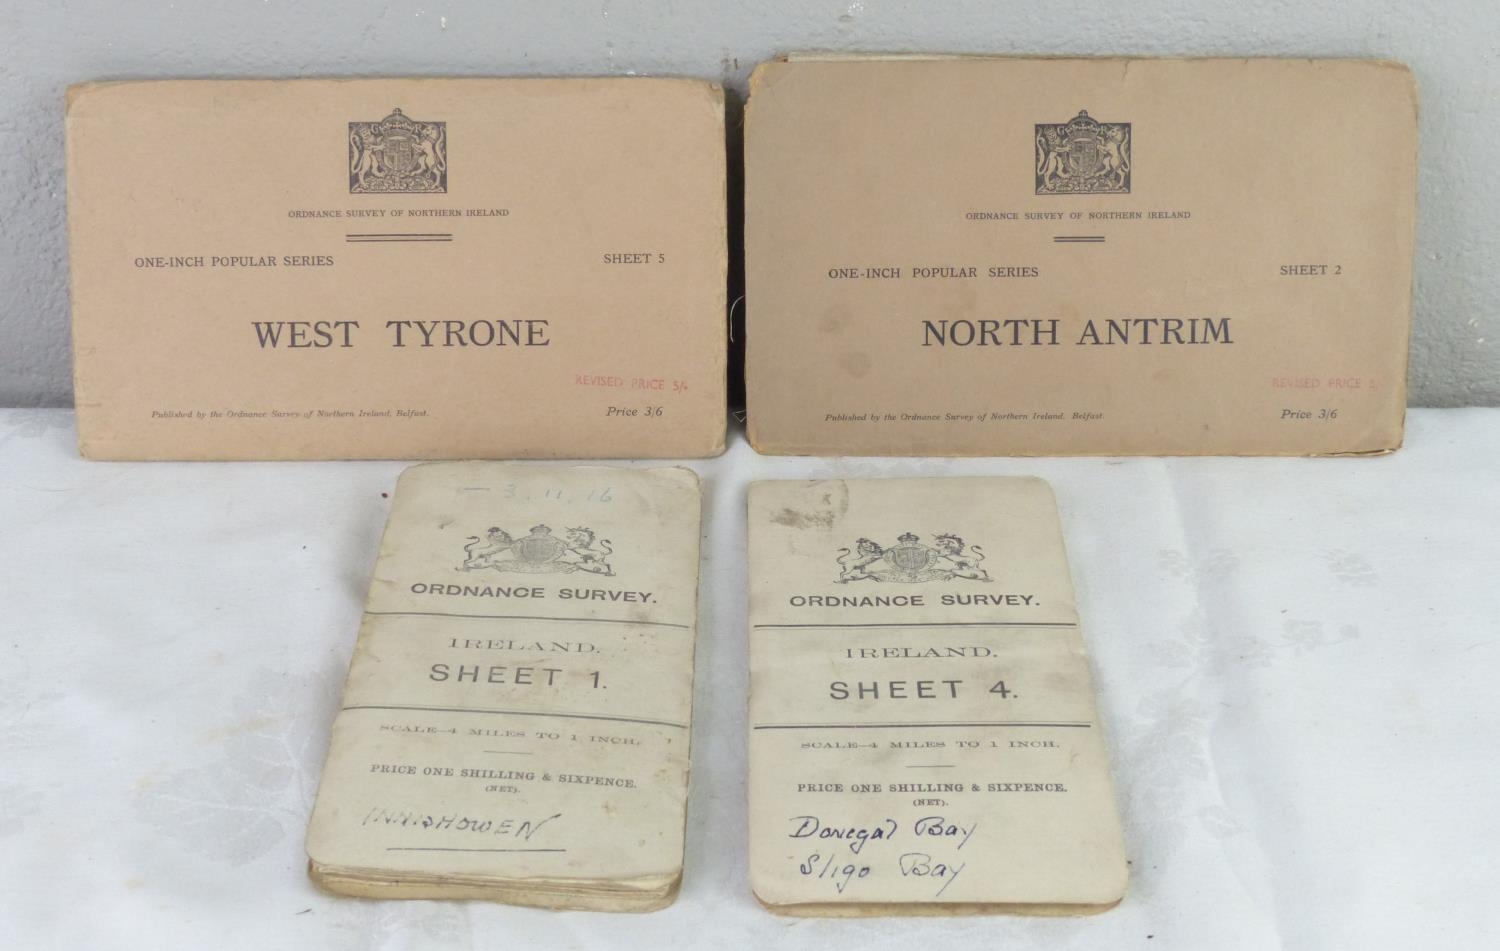 ORDNANCE SURVEY OF NORTHERN IRELAND
ONE-INCH POPULAR SERIES
SHEET 5
WEST TYRONE
REVISED PRICE 5/-
Published by the Ordnance Survey of Northern Ireland, Belfast.
Price 3/6
ORDNANCE SURVEY OF NORTHERN IRELAND
ONE-INCH POPULAR SERIES
SHEET 2
NORTH ANTRIM
REVISED PRICE
Published by the Ordnance Survey of Northern Ireland, Belfast.
Price 3/6
3.11.16
ORDNANCE SURVEY.
IRELAND.
SHEET 1.
SCALE—4 MILES TO 1 INCH.
PRICE ONE SHILLING & SIXPENCE.
(NET).
INNISHOWEN
ORDNANCE SURVEY.
IRELAND.
SHEET 4.
SCALE—4 MILES TO 1 INCH.
PRICE ONE SHILLING & SIXPENCE.
(NET).
Donegal Bay
Sligo Bay